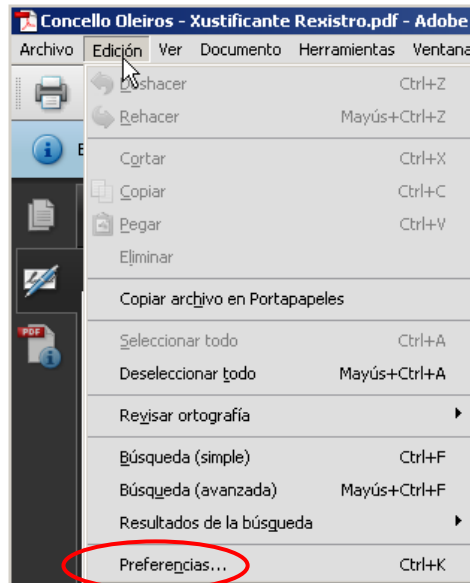 Concello Oleiros - Xustificante Rexistro.pdf - Adobe
Archivo Edición Ver Documento Herramientas Ventana
Deshacer Ctrl+Z
Rehacer Mayús+Ctrl+Z
Cortar Ctrl+X
Copiar Ctrl+C
Pegar Ctrl+V
Eliminar
Copiar archivo en Portapapeles
Seleccionar todo Ctrl+A
Deseleccionar todo Mayús+Ctrl+A
Revisar ortografía
Búsqueda (simple) Ctrl+F
Búsqueda (avanzada) Mayús+Ctrl+F
Resultados de la búsqueda
Preferencias... Ctrl+K
PDF